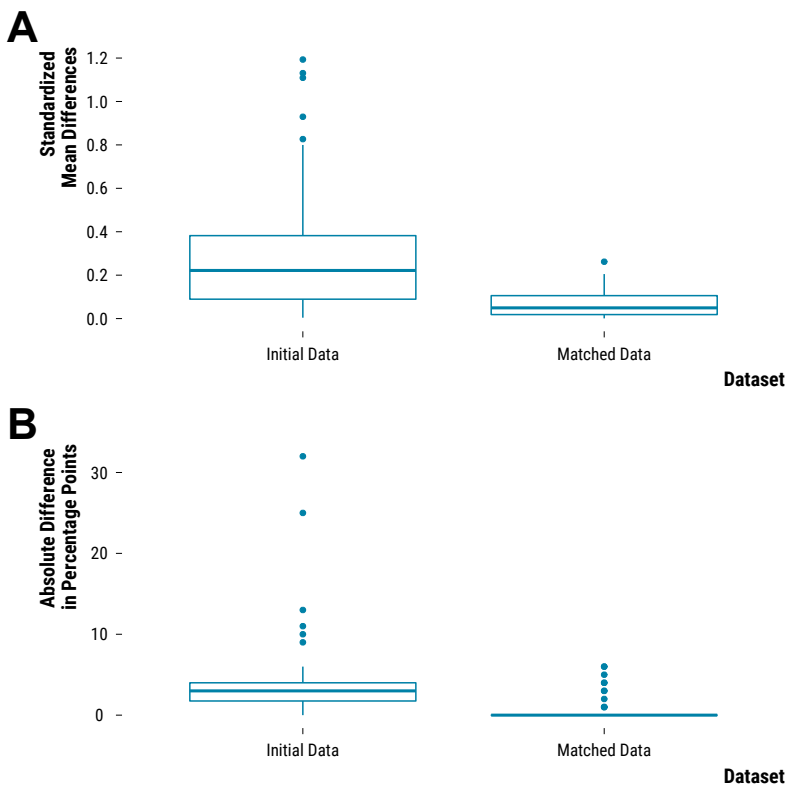 A
Standardized
Mean Differences
1.2
1.0
0.8
0.6
0.4
0.2
0.0
Initial Data
Matched Data
Dataset
B
Absolute Difference
in Percentage Points
30
20
10
0
Initial Data
Matched Data
Dataset